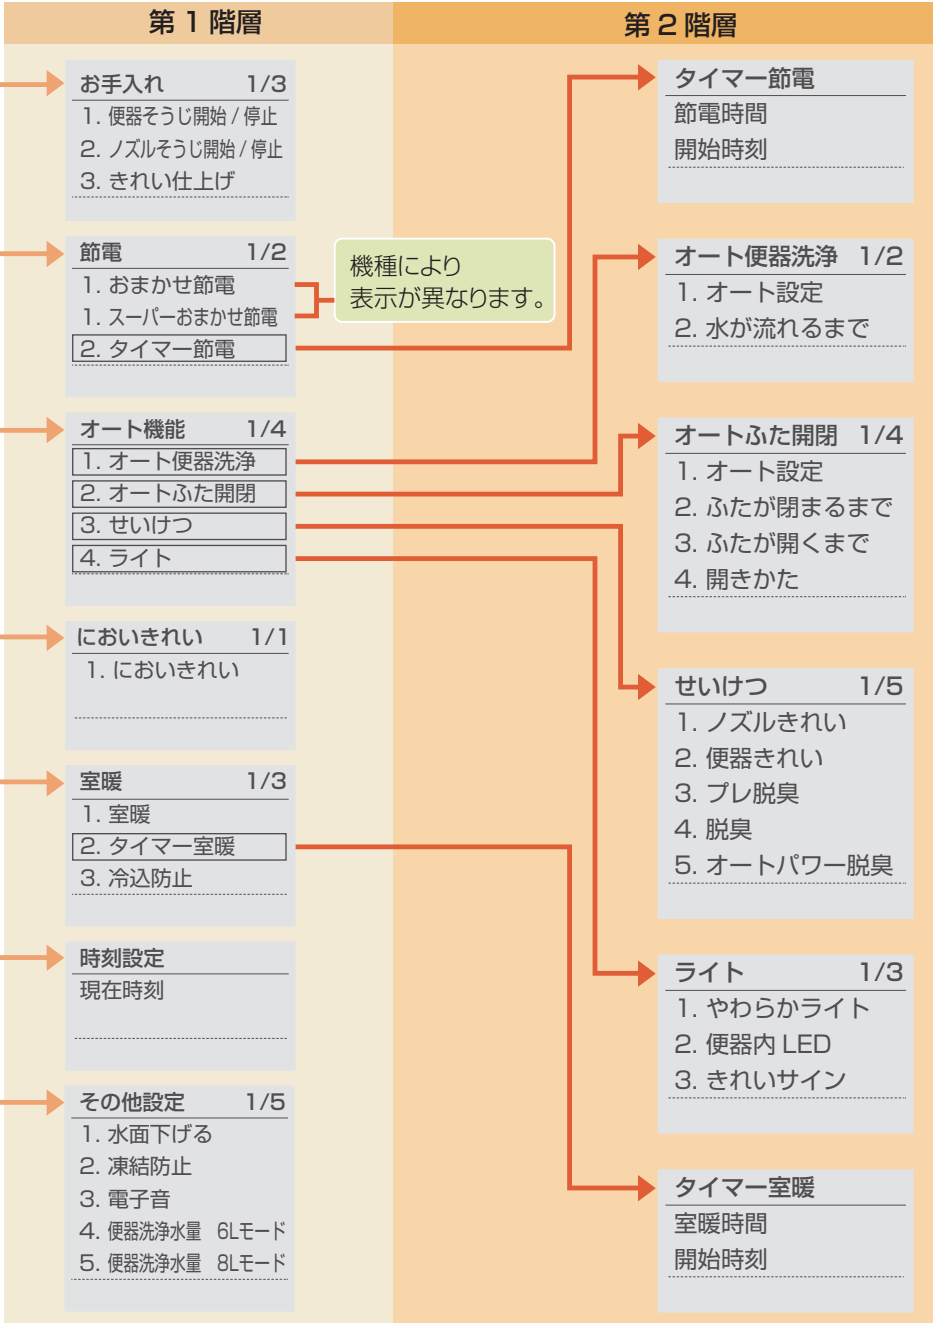 第 1 階層
お手入れ 1/3
1. 便器そうじ開始 / 停止
2. ノズルそうじ開始 / 停止
3. きれい仕上げ
節電 1/2
1. おまかせ節電
1. スーパーおまかせ節電
2. タイマー節電
機種により
表示が異なります。
オート機能 1/4
1. オート便器洗浄
2. オートふた開閉
3. せいけつ
4. ライト
においきれい 1/1
1. においきれい
室暖 1/3
1. 室暖
2. タイマー室暖
3. 冷込防止
時刻設定
現在時刻
その他設定 1/5
1. 水面下げる
2. 凍結防止
3. 電子音
4. 便器洗浄水量 6Lモード
5. 便器洗浄水量 8Lモード
第 2 階層
タイマー節電
節電時間
開始時刻
オート便器洗浄 1/2
1. オート設定
2. 水が流れるまで
オートふた開閉 1/4
1. オート設定
2. ふたが閉まるまで
3. ふたが開くまで
4. 開きかた
せいけつ 1/5
1. ノズルきれい
2. 便器きれい
3. プレ脱臭
4. 脱臭
5. オートパワー脱臭
ライト 1/3
1. やわらかライト
2. 便器内 LED
3. きれいサイン
タイマー室暖
室暖時間
開始時刻